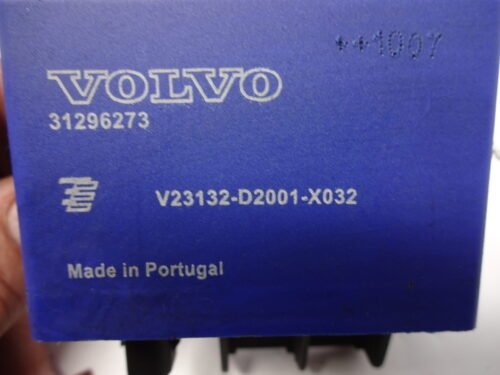 **1007
VOLVO
31296273
V23132-D2001-X032
Made in Portugal